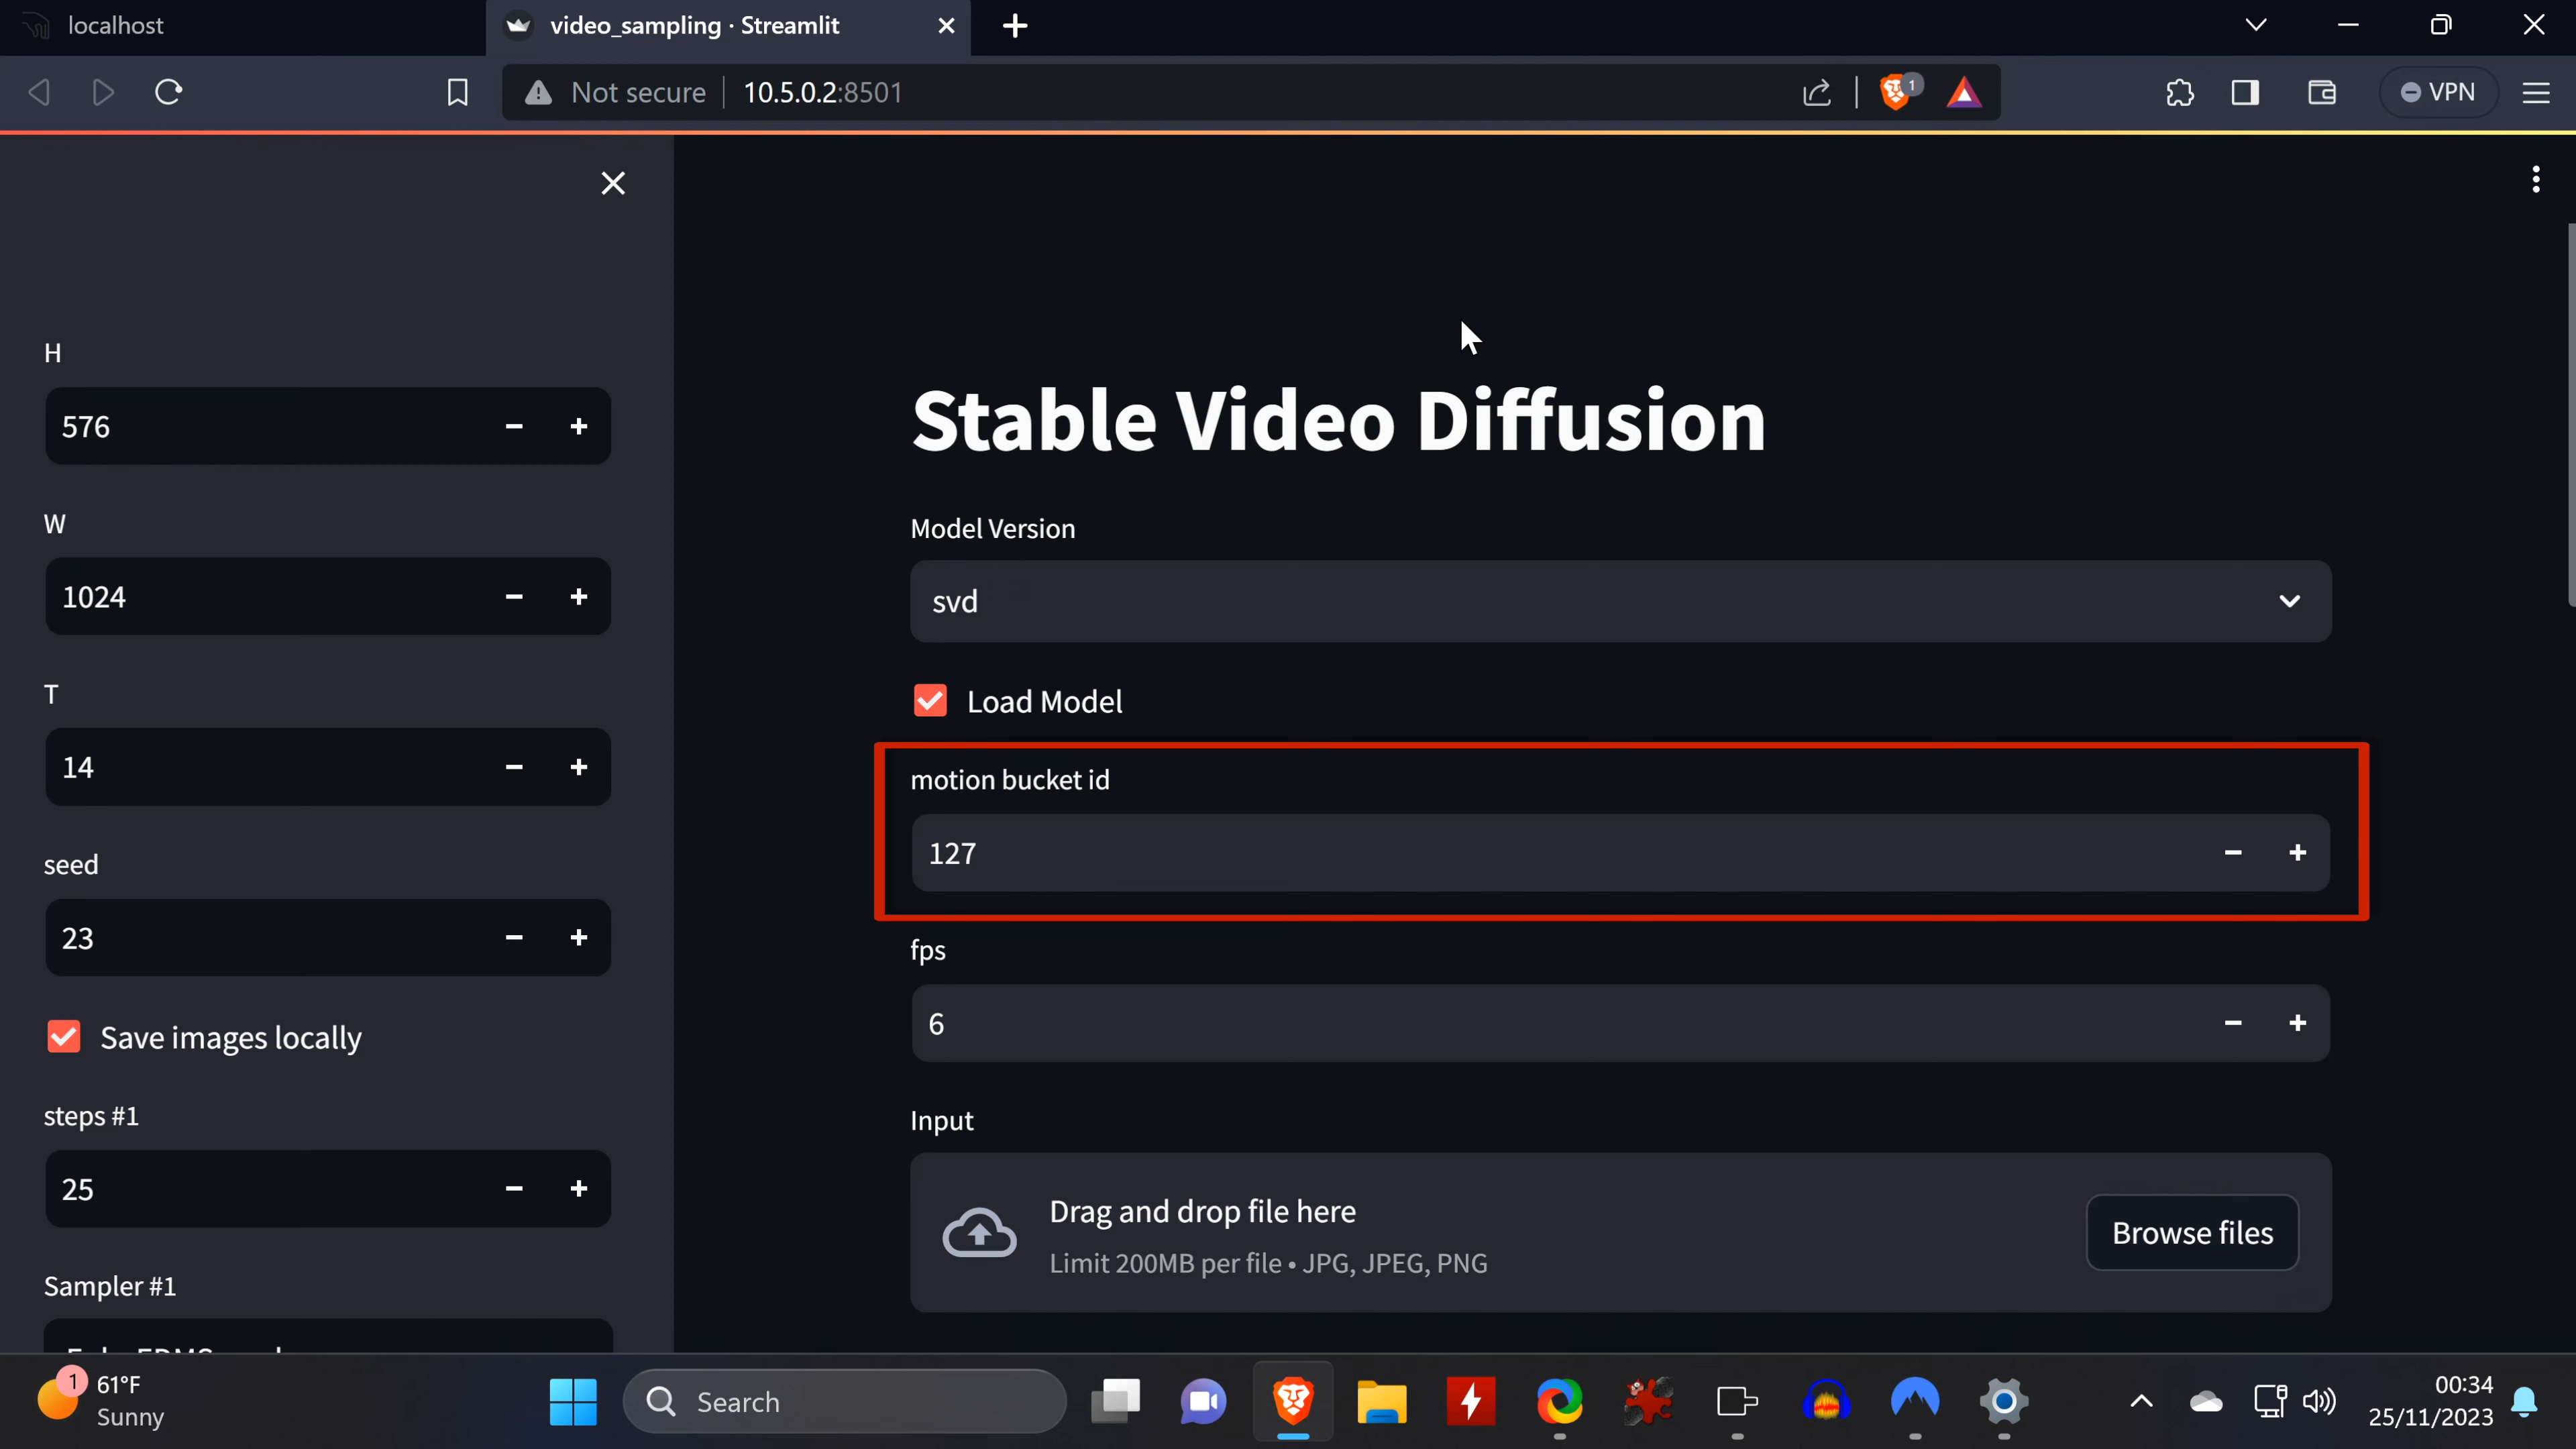 localhost
video_sampling · Streamlit
Not secure
10.5.0.2:8501
1
VPN
H
576
W
1024
T
14
seed
23
Save images locally
steps #1
25
Sampler #1
Stable Video Diffusion
Model Version
svd
Load Model
motion bucket id
127
fps
6
Input
Drag and drop file here
Limit 200MB per file • JPG, JPEG, PNG
Browse files
1
61°F
Sunny
Search
00:34
25/11/2023